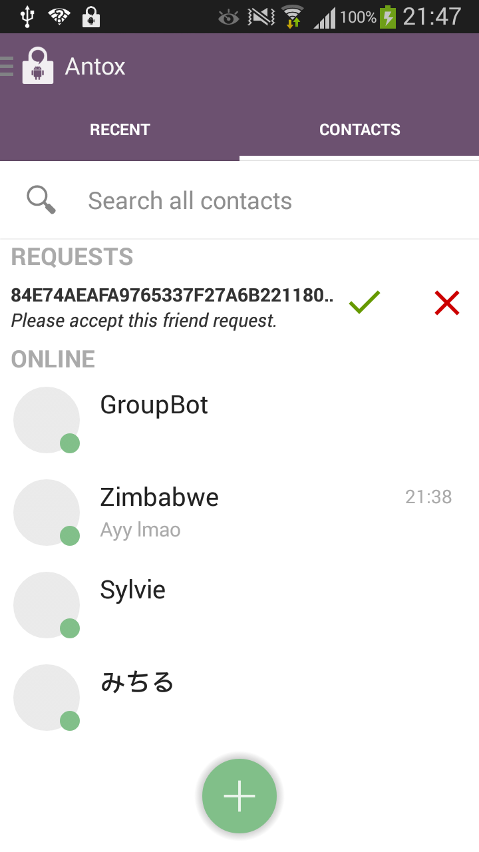 100% 21:47
Antox
RECENT CONTACTS
Search all contacts
REQUESTS
84E74AEAFA9765337F27A6B221180..
Please accept this friend request.
ONLINE
GroupBot
Zimbabwe 21:38
Ayy lmao
Sylvie
みちる